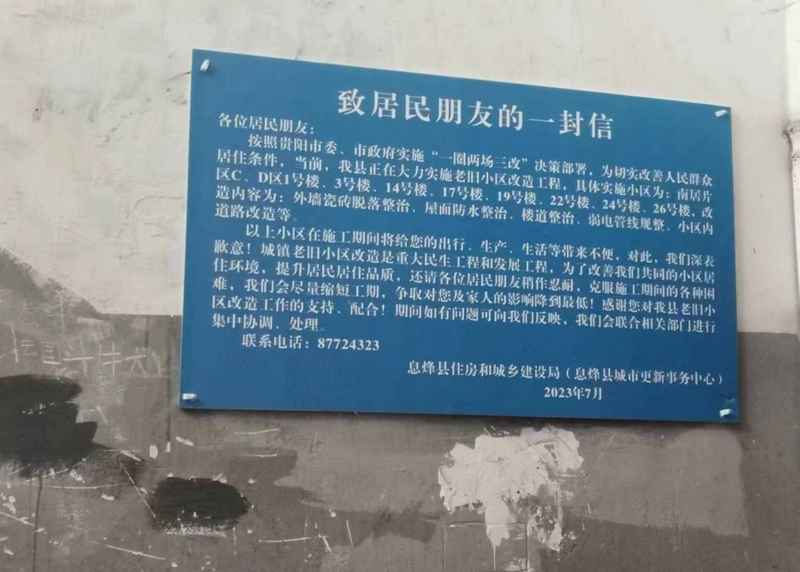 致居民朋友的一封信
各位居民朋友：
按照贵阳市委、市政府实施“一圈两场三改”决策部署，为切实改善人民群众
居住条件，当前，我县正在大力实施老旧小区改造工程，具体实施小区为：南居片
区C、D区1号楼、3号楼、14号楼、17号楼、19号楼、22号楼、24号楼、26号楼，改
造内容为：外墙瓷砖脱落整治、屋面防水整治、楼道整治、弱电管线规整、小区内
道路改造等。
以上小区在施工期间将给您的出行、生产、生活等带来不便，对此，我们深表
歉意！城镇老旧小区改造是重大民生工程和发展工程，为了改善我们共同的小区居
住环境，提升居民居住品质，还请各位居民朋友稍作忍耐，克服施工期间的各种困
难，我们会尽量缩短工期，争取对您及家人的影响降到最低！感谢您对我县老旧小
区改造工作的支持、配合！期间如有问题可向我们反映，我们会联合相关部门进行
集中协调、处理。
联系电话：87724323
息烽县住房和城乡建设局（息烽县城市更新事务中心）
2023年7月